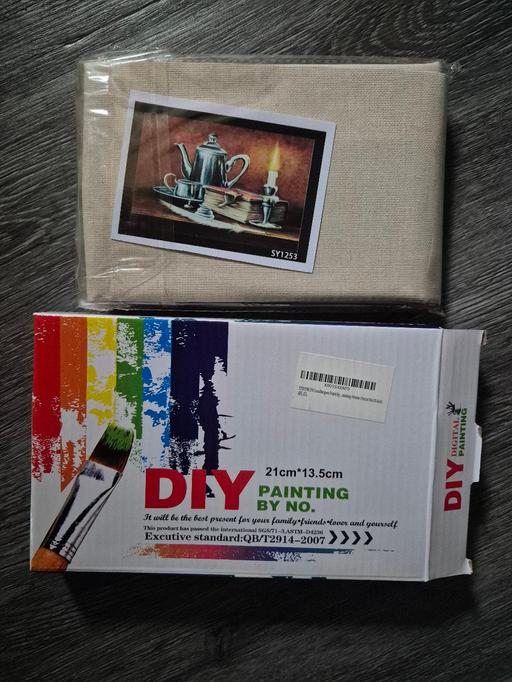 SY1253
DIY
21cm*13.5cm
PAINTING
BY NO.
It will be the best present for your family•friends•lover and yourself
This product has passed the international SGS/71-3,ASTM-D4236
Excutive standard:QB/T2914-2007
DIY DIGITAL
PAINTING